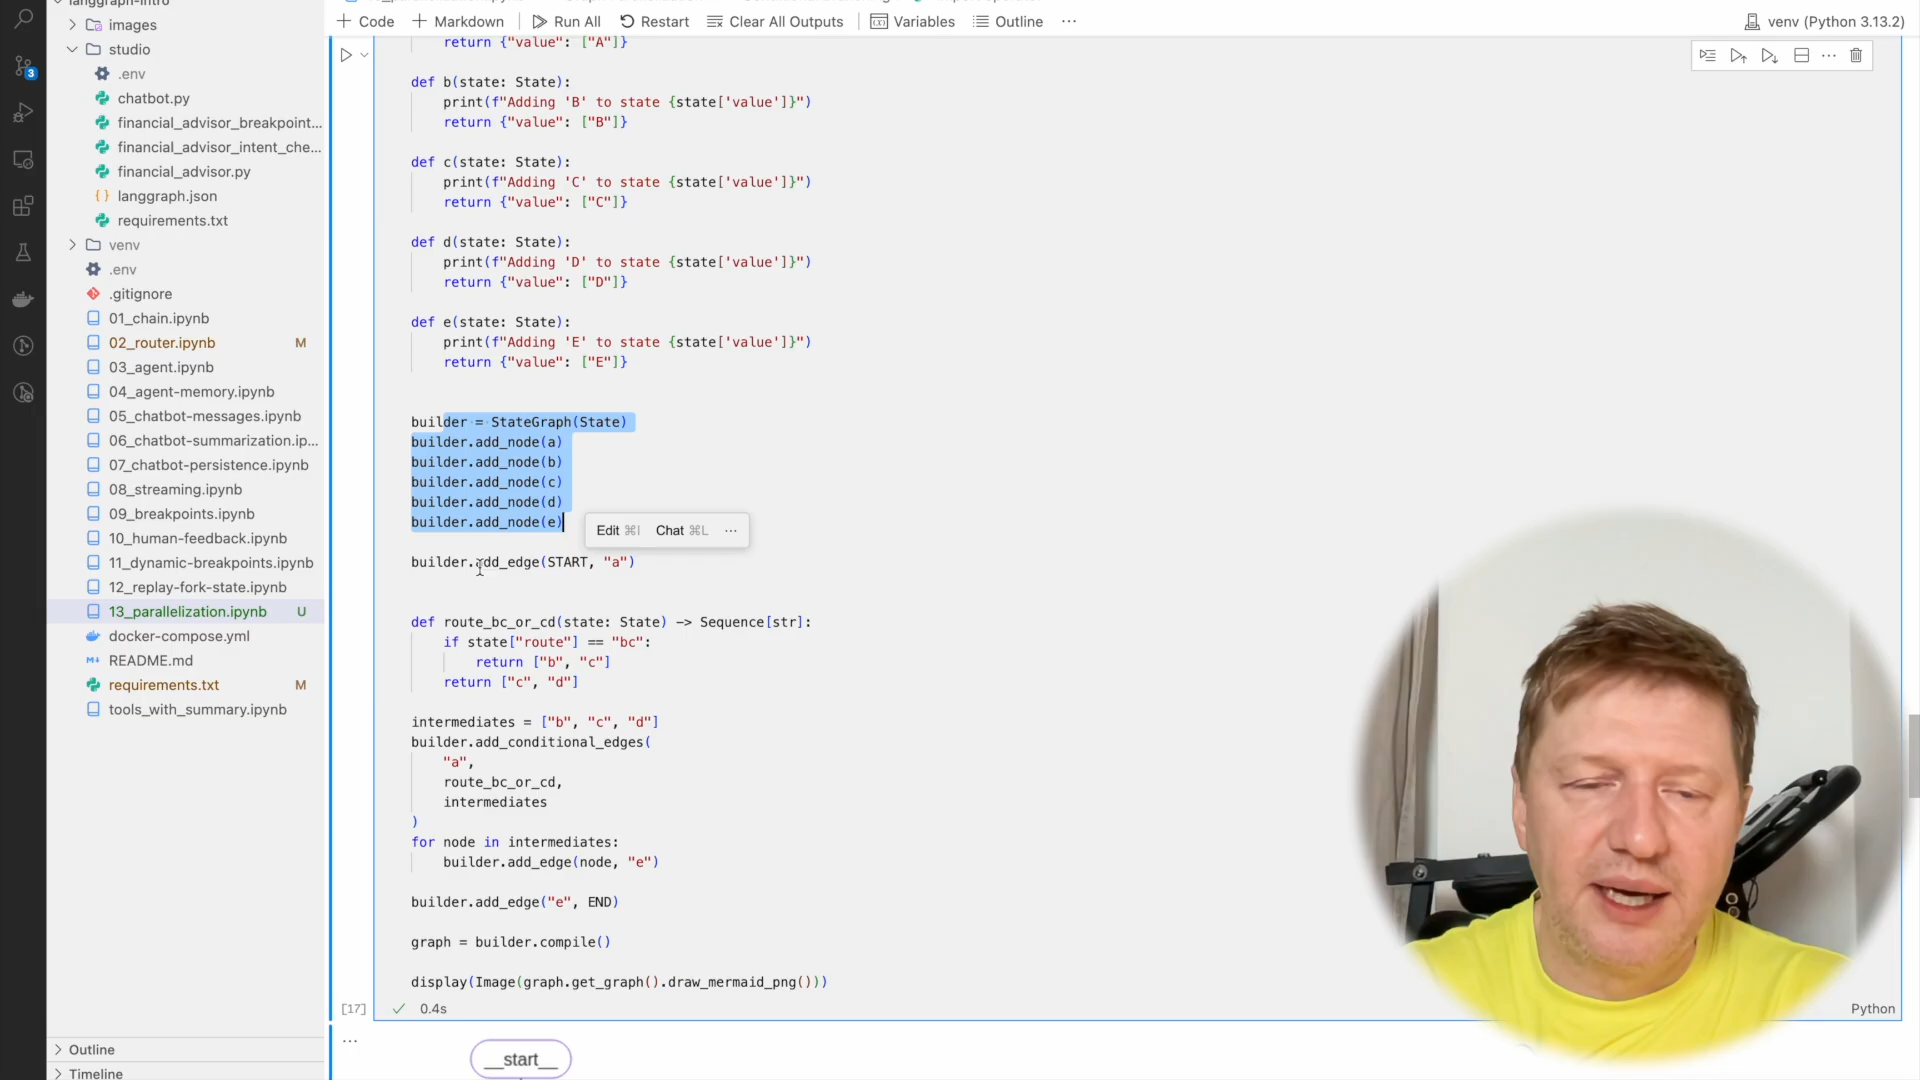 langgraph-intro
images
studio
.env
chatbot.py
financial_advisor_breakpoint...
financial_advisor_intent_che...
financial_advisor.py
langgraph.json
requirements.txt
venv
.env
.gitignore
01_chain.ipynb
02_router.ipynb M
03_agent.ipynb
04_agent-memory.ipynb
05_chatbot-messages.ipynb
06_chatbot-summarization.ip...
07_chatbot-persistence.ipynb
08_streaming.ipynb
09_breakpoints.ipynb
10_human-feedback.ipynb
11_dynamic-breakpoints.ipynb
12_replay-fork-state.ipynb
13_parallelization.ipynb U
docker-compose.yml
README.md
requirements.txt M
tools_with_summary.ipynb
Outline
Timeline
3
Code Markdown Run All Restart Clear All Outputs Variables Outline ... venv (Python 3.13.2)
return {"value": ["A"]}
def b(state: State):
print(f"Adding 'B' to state {state['value']}")
return {"value": ["B"]}
def c(state: State):
print(f"Adding 'C' to state {state['value']}")
return {"value": ["C"]}
def d(state: State):
print(f"Adding 'D' to state {state['value']}")
return {"value": ["D"]}
def e(state: State):
print(f"Adding 'E' to state {state['value']}")
return {"value": ["E"]}
builder = StateGraph(State)
builder.add_node(a)
builder.add_node(b)
builder.add_node(c)
builder.add_node(d)
builder.add_node(e)
Edit ⌘I Chat ⌘L ...
builder.add_edge(START, "a")
def route_bc_or_cd(state: State) -> Sequence[str]:
if state["route"] == "bc":
return ["b", "c"]
return ["c", "d"]
intermediates = ["b", "c", "d"]
builder.add_conditional_edges(
"a",
route_bc_or_cd,
intermediates
)
for node in intermediates:
builder.add_edge(node, "e")
builder.add_edge("e", END)
graph = builder.compile()
display(Image(graph.get_graph().draw_mermaid_png()))
[17] 0.4s Python
...
__start__